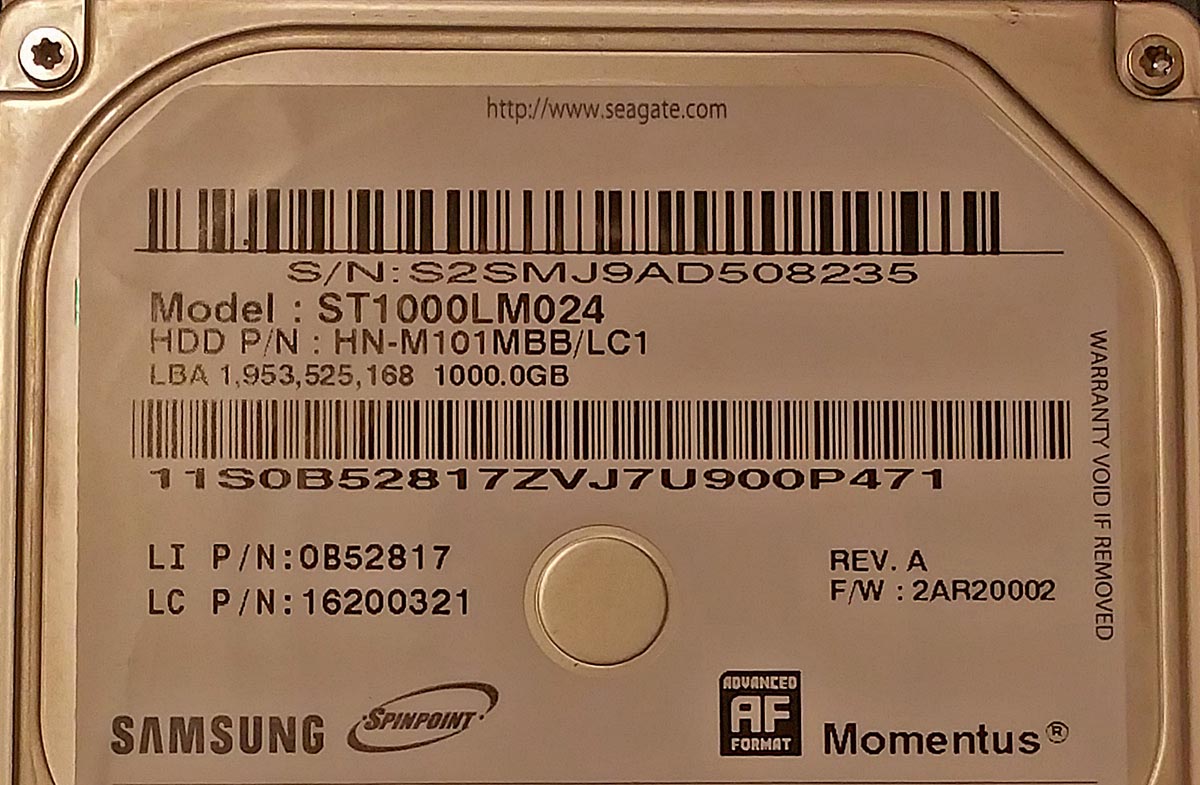 http://www.seagate.com
S/N:S2SMJ9AD508235
Model : ST1000LM024
HDD P/N : HN-M101MBB/LC1
LBA 1,953,525,168 1000.0GB
11S0B52817ZVJ7U900P471
LI P/N:0B52817
LC P/N:16200321
REV. A
F/W : 2AR20002
WARRANTY VOID IF REMOVED
SAMSUNG
SPINPOINT
ADVANCED
AF
FORMAT
Momentus®